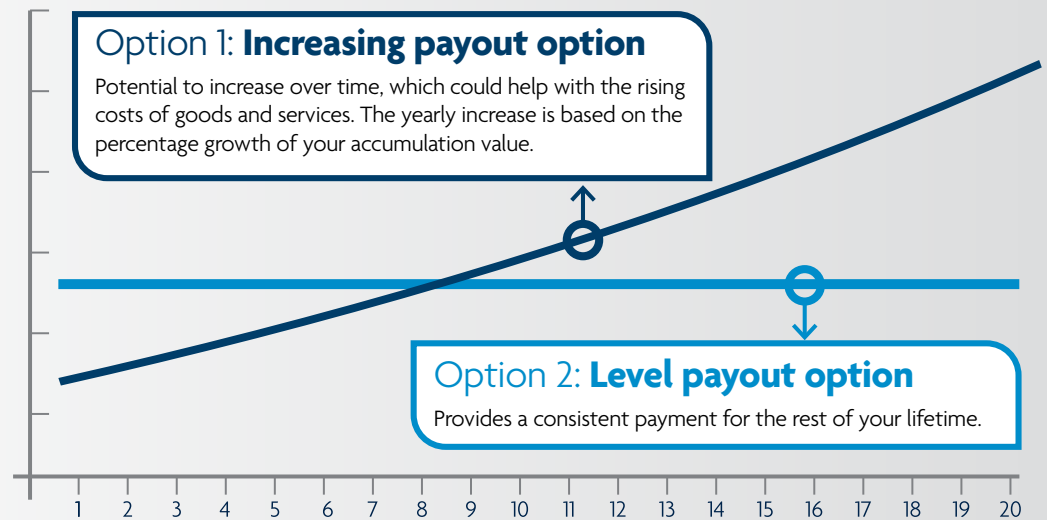 Option 1: Increasing payout option
Potential to increase over time, which could help with the rising
costs of goods and services. The yearly increase is based on the
percentage growth of your accumulation value.
Option 2: Level payout option
Provides a consistent payment for the rest of your lifetime.
1 2 3 4 5 6 7 8 9 10 11 12 13 14 15 16 17 18 19 20